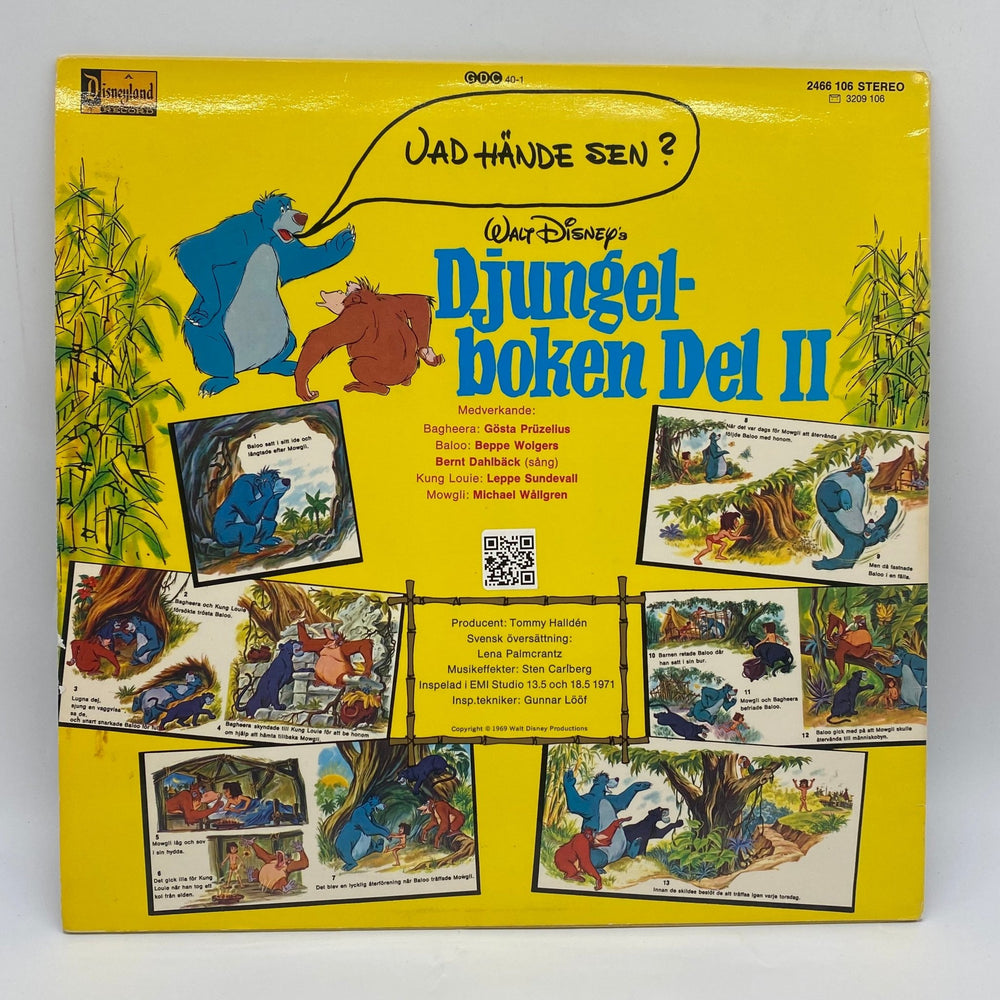 A
Disneyland
RECORD
GDC 40-1
2466 106 STEREO
3209 106
VAD HÄNDE SEN?
WALT DISNEY's
Djungel-
boken Del II
Medverkande:
Bagheera: Gösta Prüzelius
Baloo: Beppe Wolgers
Bernt Dahlbäck (sång)
Kung Louie: Leppe Sundevall
Mowgli: Michael Wållgren
1
Baloo satt i sitt ide och
längtade efter Mowgli.
8
När det var dags för Mowgli att återvända
följde Baloo med honom.
9
Men då fastnade
Baloo i en fälla.
2
Bagheera och Kung Louie
försökte trösta Baloo.
3
Lugna dej,
sjung en vaggvisa
sa de,
och snart snarkade Baloo för
4
Bagheera skyndade till Kung Louie för att be honom
om hjälp att hämta tillbaka Mowgli.
Producent: Tommy Halldén
Svensk översättning:
Lena Palmcrantz
Musikeffekter: Sten Carlberg
Inspelad i EMI Studio 13.5 och 18.5 1971
Insp.tekniker: Gunnar Lööf
Copyright © 1969 Walt Disney Productions
10 Barnen retade Baloo där
han satt i sin bur.
11
Mowgli och Bagheera
befriade Baloo.
12
Baloo gick med på att Mowgli skulle
återvända till människobyn.
5
Mowgli låg och sov
i sin hydda.
6
Det gick illa för Kung
Louie när han tog ett
kol från elden.
7
Det blev en lycklig återförening när Baloo träffade Mowgli.
13
Innan de skildes beslöt de att träffas igen varje torsdag.